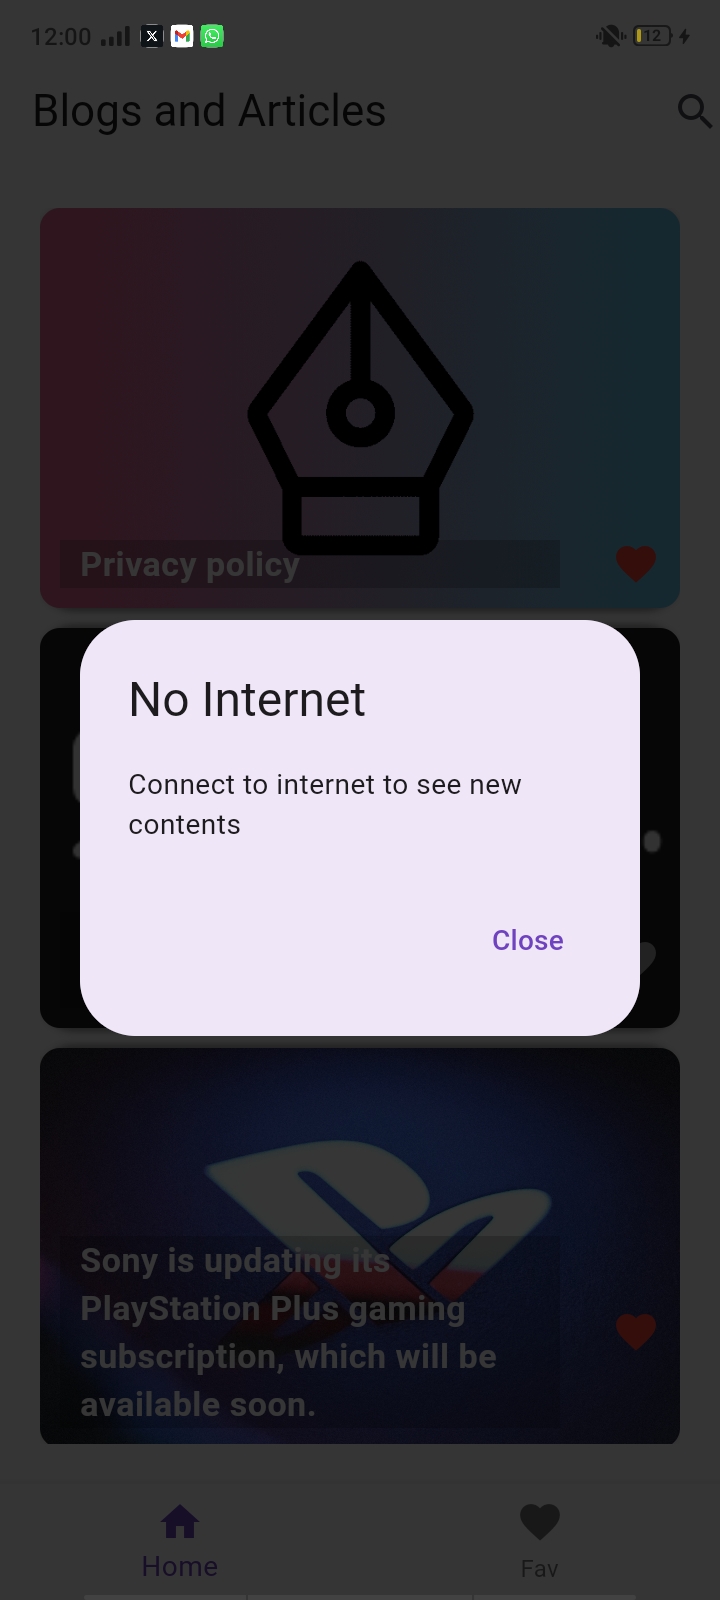 12:00
12
Blogs and Articles
Privacy policy
No Internet
Connect to internet to see new
contents
Close
Sony is updating its
PlayStation Plus gaming
subscription, which will be
available soon.
Home
Fav